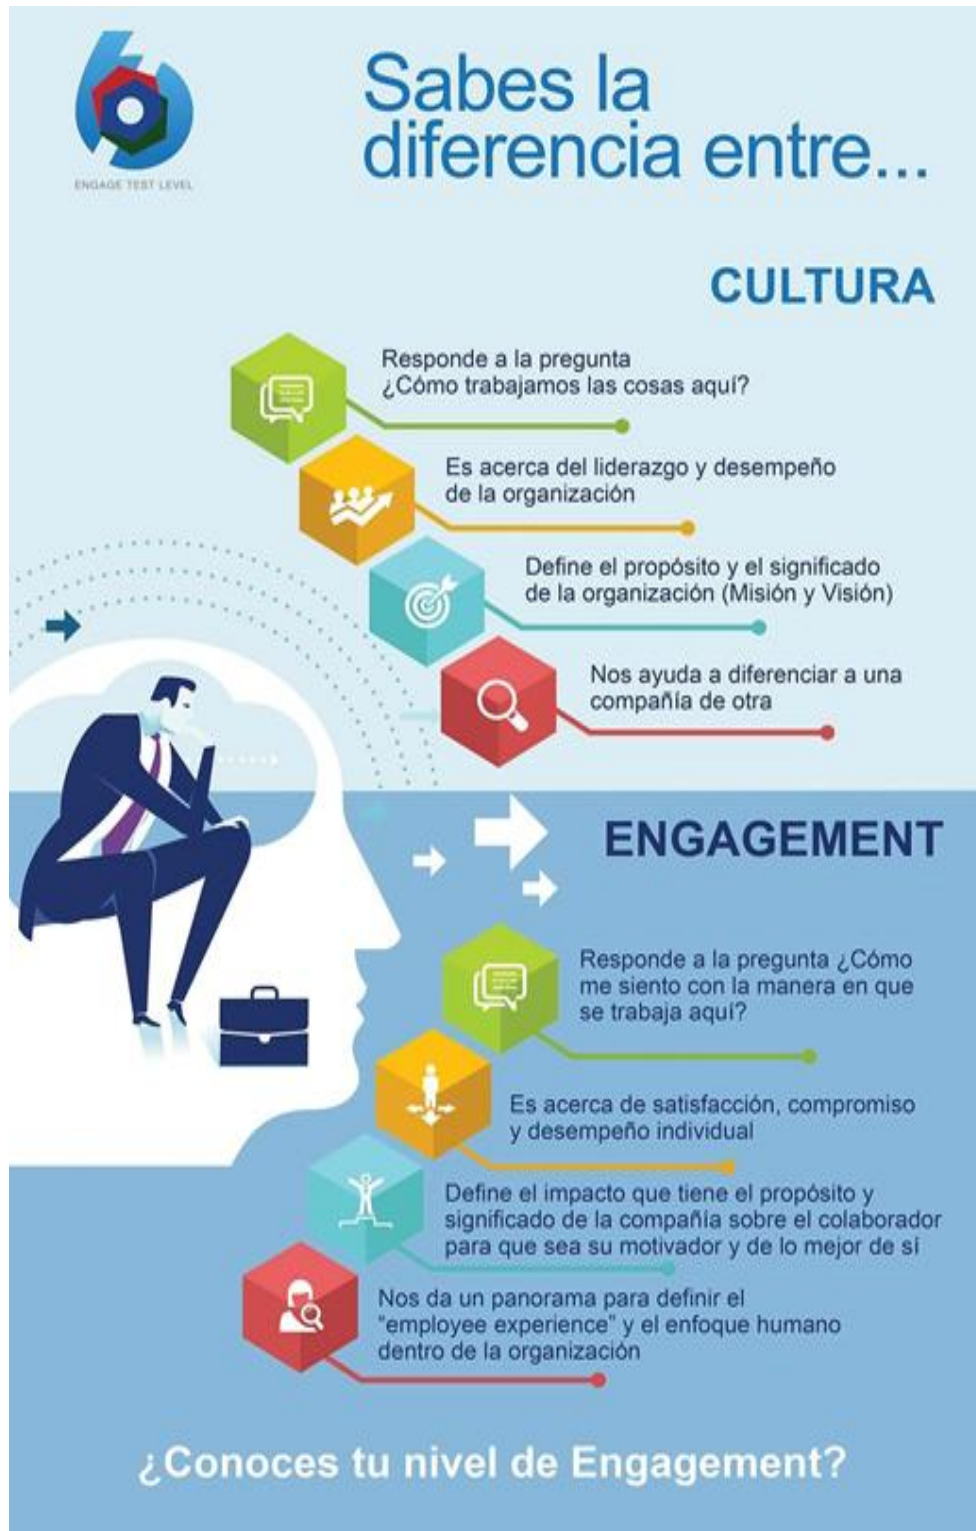 ENGAGE TEST LEVEL
Sabes la
diferencia entre...
CULTURA
Responde a la pregunta
¿Cómo trabajamos las cosas aquí?
Es acerca del liderazgo y desempeño
de la organización
Define el propósito y el significado
de la organización (Misión y Visión)
Nos ayuda a diferenciar a una
compañía de otra
ENGAGEMENT
Responde a la pregunta ¿Cómo
me siento con la manera en que
se trabaja aquí?
Es acerca de satisfacción, compromiso
y desempeño individual
Define el impacto que tiene el propósito y
significado de la compañía sobre el colaborador
para que sea su motivador y de lo mejor de sí
Nos da un panorama para definir el
"employee experience" y el enfoque humano
dentro de la organización
¿Conoces tu nivel de Engagement?